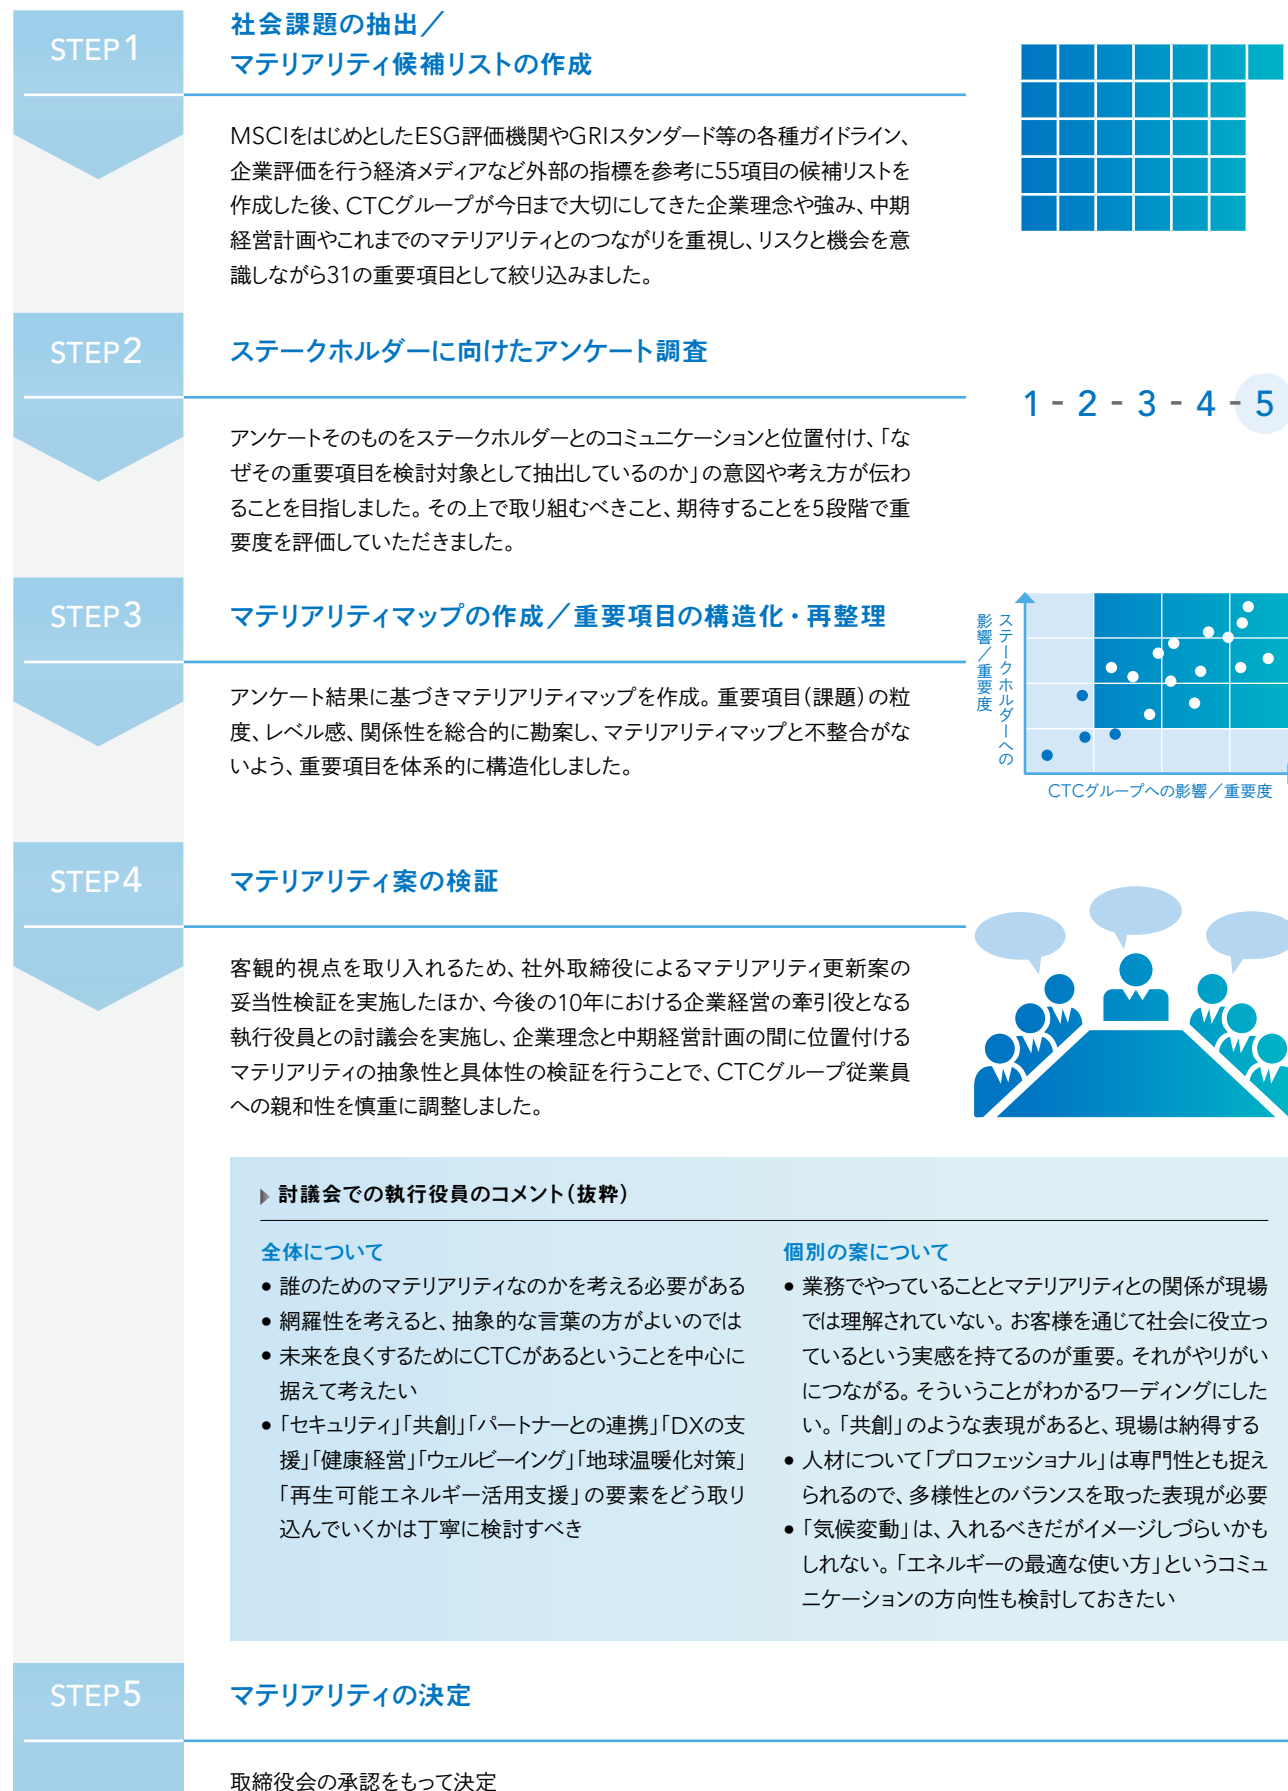 STEP1
社会課題の抽出／
マテリアリティ候補リストの作成
MSCIをはじめとしたESG評価機関やGRIスタンダード等の各種ガイドライン、
企業評価を行う経済メディアなど外部の指標を参考に55項目の候補リストを
作成した後、CTCグループが今日まで大切にしてきた企業理念や強み、中期
経営計画やこれまでのマテリアリティとのつながりを重視し、リスクと機会を意
識しながら31の重要項目として絞り込みました。
STEP2
ステークホルダーに向けたアンケート調査
アンケートそのものをステークホルダーとのコミュニケーションと位置付け、「な
ぜその重要項目を検討対象として抽出しているのか」の意図や考え方が伝わ
ることを目指しました。その上で取り組むべきこと、期待することを5段階で重
要度を評価していただきました。
1 - 2 - 3 - 4 - 5
STEP3
マテリアリティマップの作成／重要項目の構造化・再整理
アンケート結果に基づきマテリアリティマップを作成。重要項目（課題）の粒
度、レベル感、関係性を総合的に勘案し、マテリアリティマップと不整合がな
いよう、重要項目を体系的に構造化しました。
ステークホルダーへの
影響／重要度
CTCグループへの影響／重要度
STEP4
マテリアリティ案の検証
客観的視点を取り入れるため、社外取締役によるマテリアリティ更新案の
妥当性検証を実施したほか、今後の10年における企業経営の牽引役となる
執行役員との討議会を実施し、企業理念と中期経営計画の間に位置付ける
マテリアリティの抽象性と具体性の検証を行うことで、CTCグループ従業員
への親和性を慎重に調整しました。
討議会での執行役員のコメント（抜粋）
全体について
● 誰のためのマテリアリティなのかを考える必要がある
● 網羅性を考えると、抽象的な言葉の方がよいのでは
● 未来を良くするためにCTCがあるということを中心に
据えて考えたい
● 「セキュリティ」「共創」「パートナーとの連携」「DXの支
援」「健康経営」「ウェルビーイング」「地球温暖化対策」
「再生可能エネルギー活用支援」の要素をどう取り
込んでいくかは丁寧に検討すべき
個別の案について
● 業務でやっていることとマテリアリティとの関係が現場
では理解されていない。お客様を通じて社会に役立っ
ているという実感を持てるのが重要。それがやりがい
につながる。そういうことがわかるワーディングにした
い。「共創」のような表現があると、現場は納得する
● 人材について「プロフェッショナル」は専門性とも捉え
られるので、多様性とのバランスを取った表現が必要
● 「気候変動」は、入れるべきだがイメージしづらいかも
しれない。「エネルギーの最適な使い方」というコミュ
ニケーションの方向性も検討しておきたい
STEP5
マテリアリティの決定
取締役会の承認をもって決定